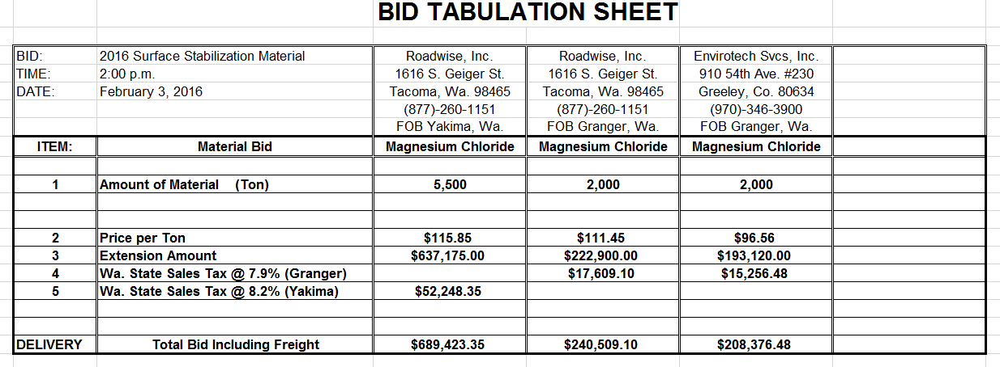 BID TABULATION SHEET
BID: 2016 Surface Stabilization Material Roadwise, Inc. Roadwise, Inc. Envirotech Svcs, Inc.
TIME: 2:00 p.m. 1616 S. Geiger St. 1616 S. Geiger St. 910 54th Ave. #230
DATE: February 3, 2016 Tacoma, Wa. 98465 Tacoma, Wa. 98465 Greeley, Co. 80634
(877)-260-1151 (877)-260-1151 (970)-346-3900
FOB Yakima, Wa. FOB Granger, Wa. FOB Granger, Wa.
ITEM: Material Bid Magnesium Chloride Magnesium Chloride Magnesium Chloride
1 Amount of Material (Ton) 5,500 2,000 2,000
2 Price per Ton $115.85 $111.45 $96.56
3 Extension Amount $637,175.00 $222,900.00 $193,120.00
4 Wa. State Sales Tax @ 7.9% (Granger) $17,609.10 $15,256.48
5 Wa. State Sales Tax @ 8.2% (Yakima) $52,248.35
DELIVERY Total Bid Including Freight $689,423.35 $240,509.10 $208,376.48